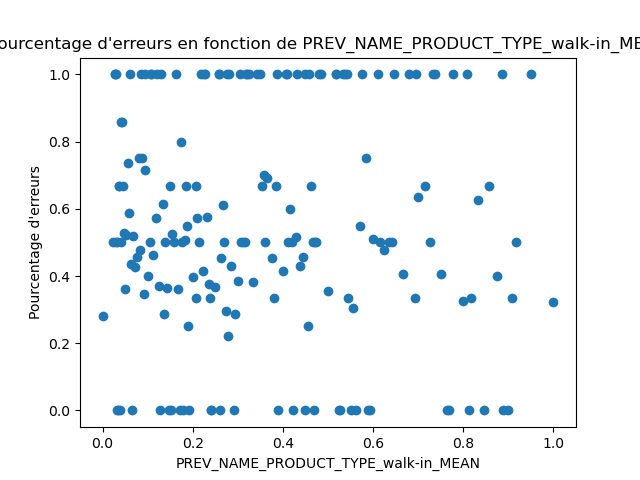 ourcentage d'erreurs en fonction de PREV_NAME_PRODUCT_TYPE_walk-in_ME
1.0
0.8
0.6
0.4
0.2
0.0
Pourcentage d'erreurs
0.0 0.2 0.4 0.6 0.8 1.0
PREV_NAME_PRODUCT_TYPE_walk-in_MEAN